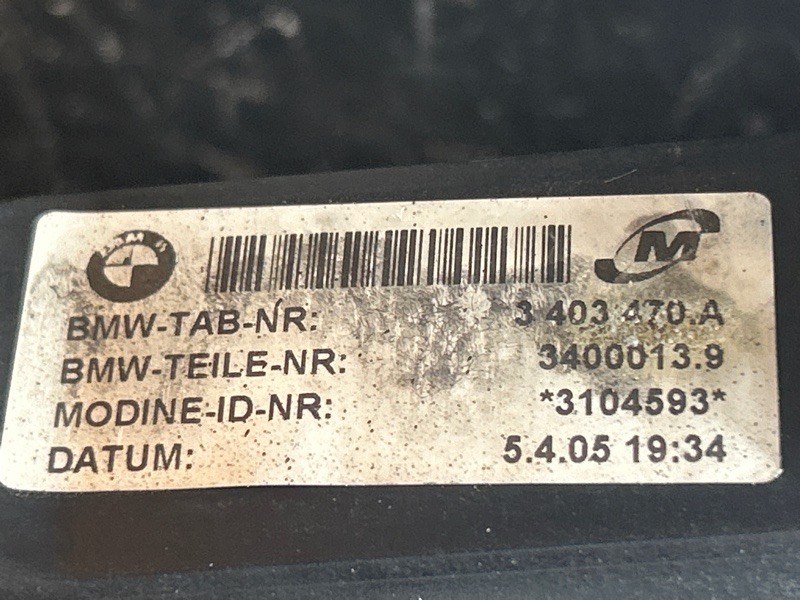 BMW
M
BMW-TAB-NR: 3 403 470.A
BMW-TEILE-NR: 3400013.9
MODINE-ID-NR: *3104593*
DATUM: 5.4.05 19:34